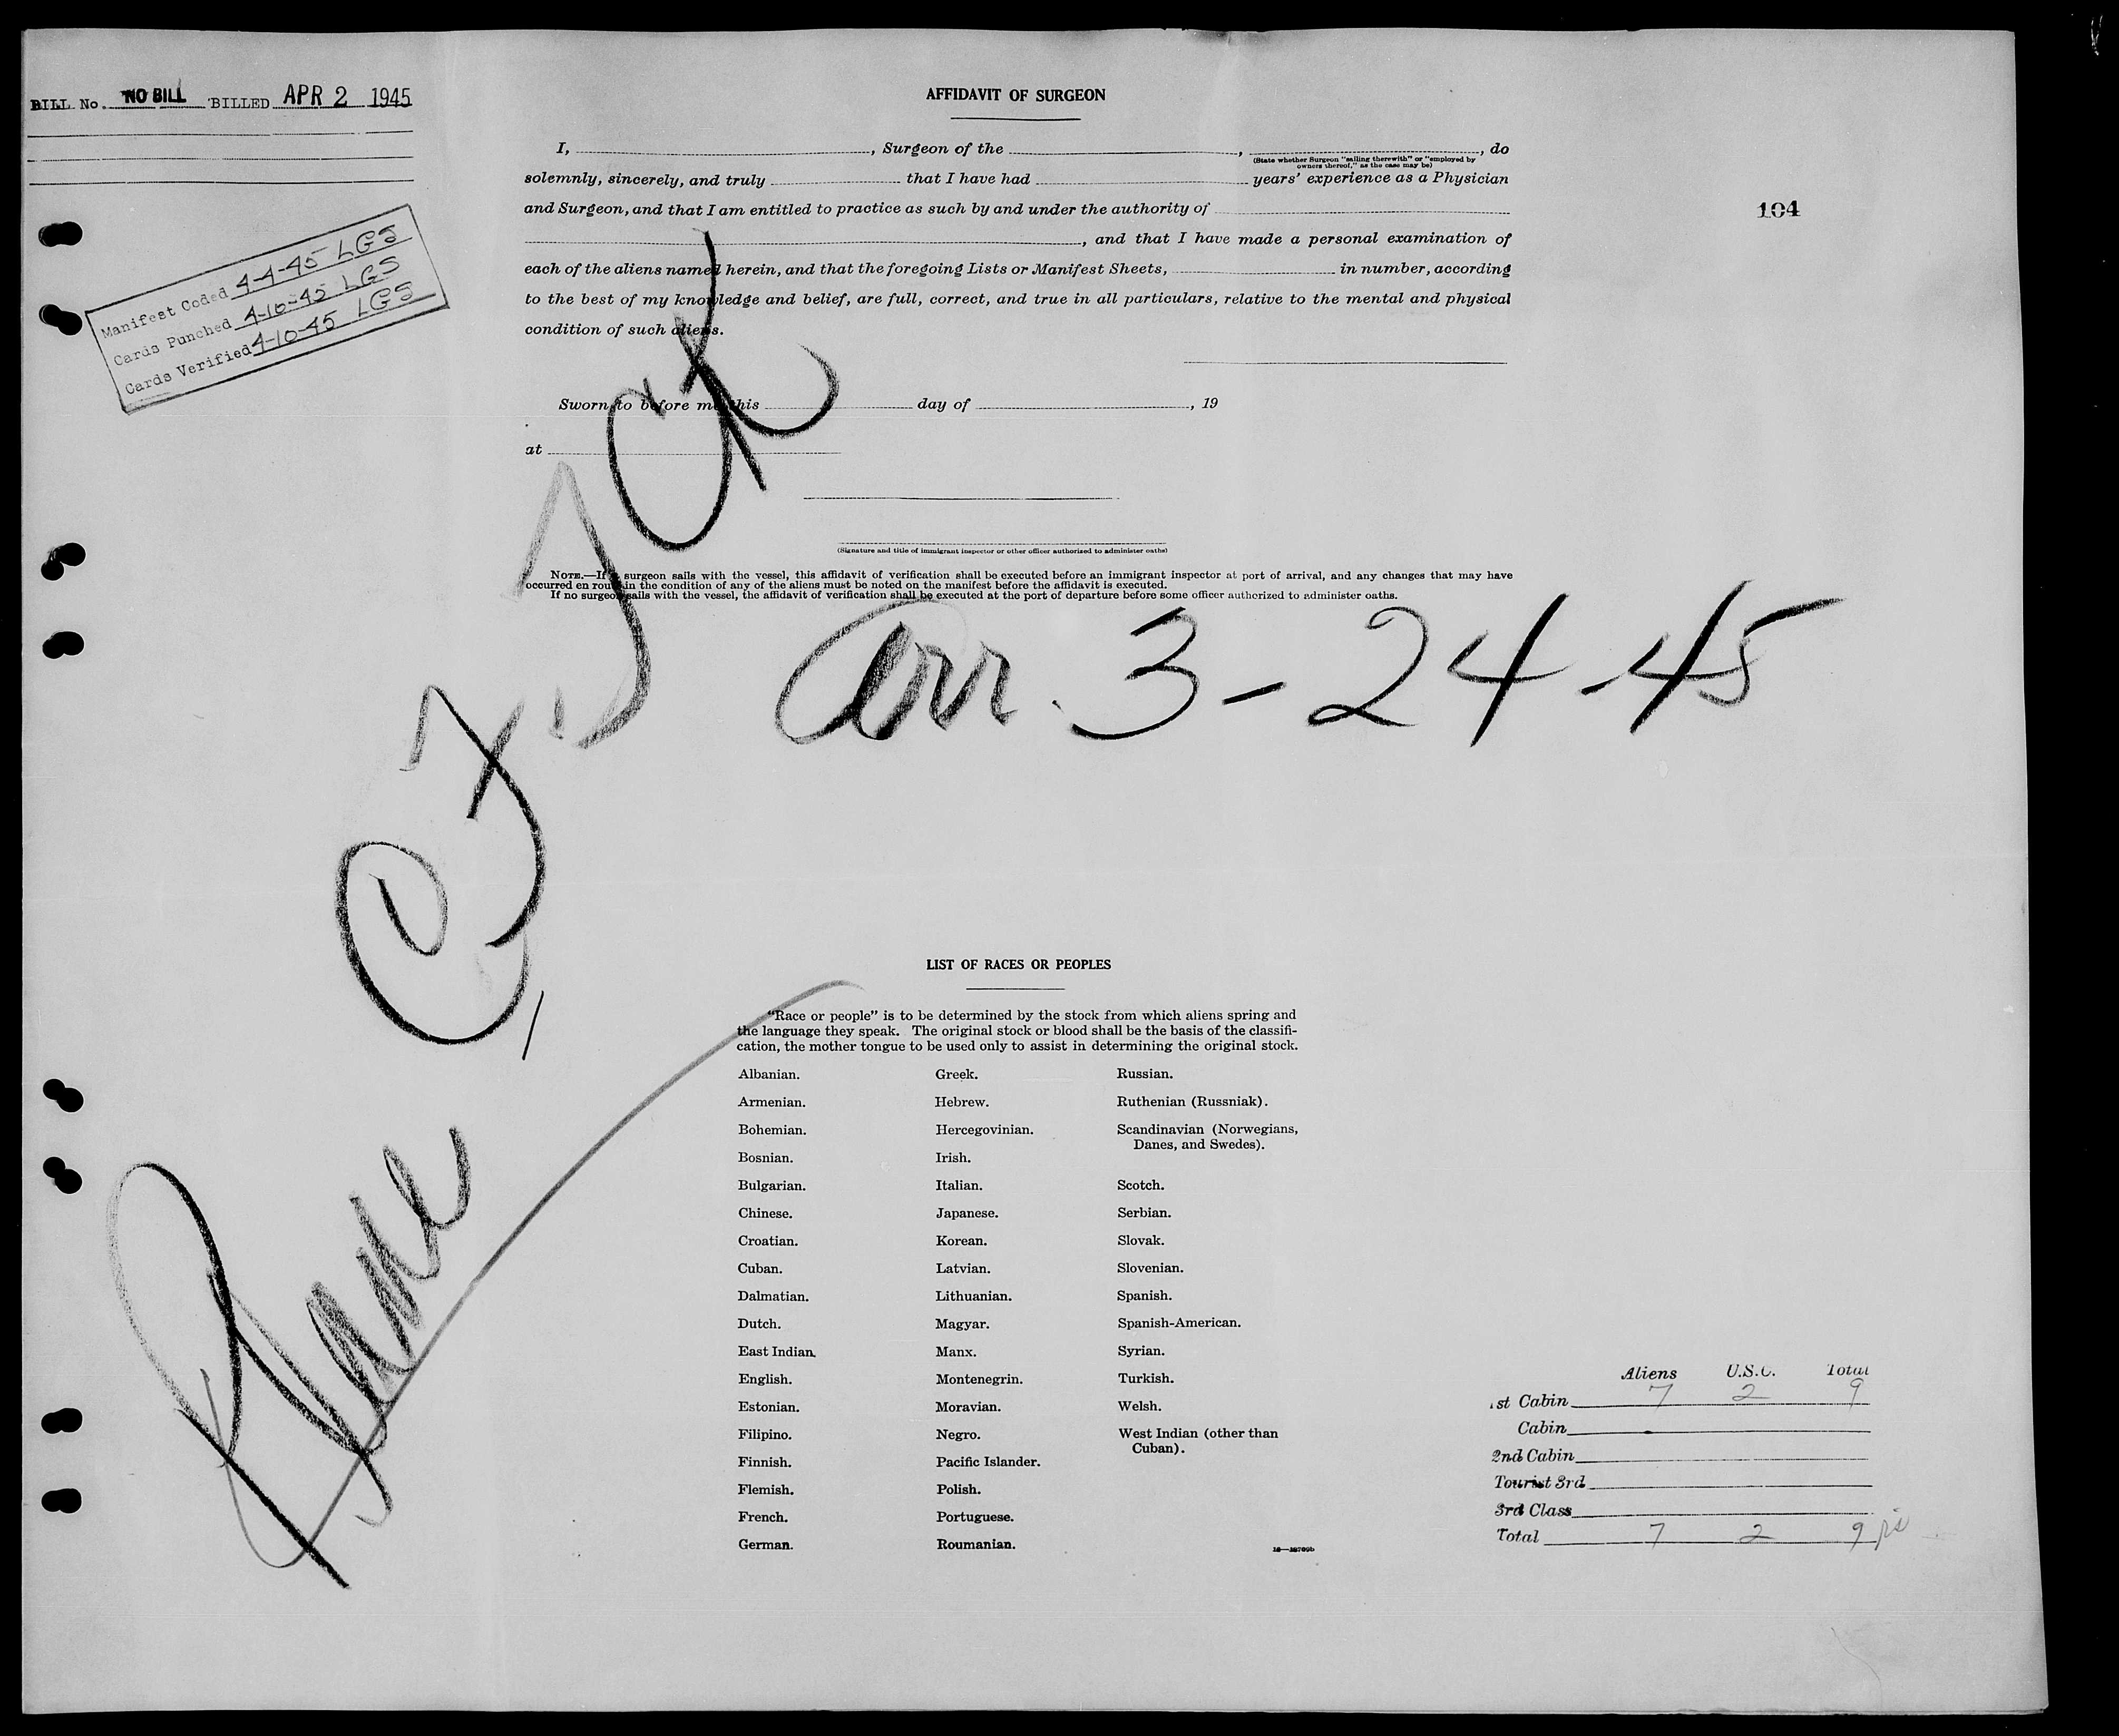 BILL No. NO BILL BILLED APR 2 1945
Manifest Coded 4-4-45 LGS
Cards Punched 4-10-45 LGS
Cards Verified 4-10-45 LGS
104
AFFIDAVIT OF SURGEON
I, , Surgeon of the , , do
(State whether Surgeon "sailing therewith" or "employed by
owners thereof," as the case may be)
solemnly, sincerely, and truly that I have had years' experience as a Physician
and Surgeon, and that I am entitled to practice as such by and under the authority of
, and that I have made a personal examination of
each of the aliens named herein, and that the foregoing Lists or Manifest Sheets, in number, according
to the best of my knowledge and belief, are full, correct, and true in all particulars, relative to the mental and physical
condition of such aliens.
Sworn to before me this day of , 19
at
(Signature and title of immigrant inspector or other officer authorized to administer oaths)
NOTE.—If a surgeon sails with the vessel, this affidavit of verification shall be executed before an immigrant inspector at port of arrival, and any changes that may have
occurred en route in the condition of any of the aliens must be noted on the manifest before the affidavit is executed.
If no surgeon sails with the vessel, the affidavit of verification shall be executed at the port of departure before some officer authorized to administer oaths.
Plane
Arr. 3-24-45
LIST OF RACES OR PEOPLES
"Race or people" is to be determined by the stock from which aliens spring and
the language they speak. The original stock or blood shall be the basis of the classifi-
cation, the mother tongue to be used only to assist in determining the original stock.
Albanian. Greek. Russian.
Armenian. Hebrew. Ruthenian (Russniak).
Bohemian. Hercegovinian. Scandinavian (Norwegians,
Danes, and Swedes).
Bosnian. Irish.
Bulgarian. Italian. Scotch.
Chinese. Japanese. Serbian.
Croatian. Korean. Slovak.
Cuban. Latvian. Slovenian.
Dalmatian. Lithuanian. Spanish.
Dutch. Magyar. Spanish-American.
East Indian. Manx. Syrian.
English. Montenegrin. Turkish.
Estonian. Moravian. Welsh.
Filipino. Negro. West Indian (other than
Cuban).
Finnish. Pacific Islander.
Flemish. Polish.
French. Portuguese.
German. Roumanian.
Aliens U.S.C. Total
1st Cabin 7 2 9
Cabin
2nd Cabin
Tourist 3rd
3rd Class
Total 7 2 9